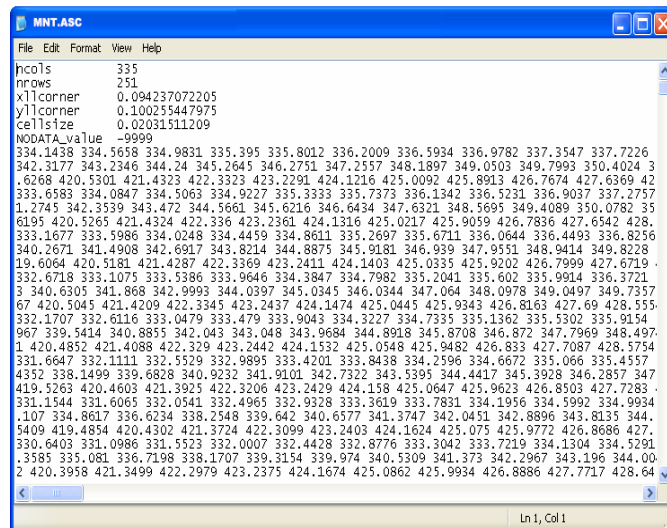 MNT.ASC
File Edit Format View Help
ncols 335
nrows 251
xllcorner 0.094237072205
yllcorner 0.100255447975
cellsize 0.02031511209
NODATA_value -9999
334.1438 334.5658 334.9831 335.395 335.8012 336.2009 336.5934 336.9782 337.3547 337.7226
342.3177 343.2346 344.24 345.2645 346.2751 347.2557 348.1897 349.0503 349.7993 350.4024 3
.6268 420.5301 421.4323 422.3323 423.2291 424.1216 425.0092 425.8913 426.7674 427.6369 42
333.6583 334.0847 334.5063 334.9227 335.3333 335.7373 336.1342 336.5231 336.9037 337.2757
1.2745 342.3539 343.472 344.5661 345.6216 346.6434 347.6321 348.5695 349.4089 350.0782 35
6195 420.5265 421.4324 422.336 423.2361 424.1316 425.0217 425.9059 426.7836 427.6542 428.
333.1677 333.5986 334.0248 334.4459 334.8611 335.2697 335.6711 336.0644 336.4493 336.8256
340.2671 341.4908 342.6917 343.8214 344.8875 345.9181 346.939 347.9551 348.9414 349.8228
19.6064 420.5181 421.4287 422.3369 423.2411 424.1403 425.0335 425.9202 426.7999 427.6719
332.6718 333.1075 333.5386 333.9646 334.3847 334.7982 335.2041 335.602 335.9914 336.3721
3 340.6305 341.868 342.9993 344.0397 345.0345 346.0344 347.064 348.0978 349.0497 349.7357
67 420.5045 421.4209 422.3345 423.2437 424.1474 425.0445 425.9343 426.8163 427.69 428.555
332.1707 332.6116 333.0479 333.479 333.9043 334.3227 334.7335 335.1362 335.5302 335.9154
967 339.5414 340.8855 342.043 343.048 343.9684 344.8918 345.8708 346.872 347.7969 348.497
1 420.4852 421.4088 422.329 423.2442 424.1532 425.0548 425.9482 426.833 427.7087 428.5754
331.6647 332.1111 332.5529 332.9895 333.4201 333.8438 334.2596 334.6672 335.066 335.4557
4352 338.1499 339.6828 340.9232 341.9101 342.7322 343.5395 344.4417 345.3928 346.2857 347
419.5263 420.4603 421.3925 422.3206 423.2429 424.158 425.0647 425.9623 426.8503 427.7283
331.1544 331.6065 332.0541 332.4965 332.9328 333.3619 333.7831 334.1956 334.5992 334.9934
.107 334.8617 336.6234 338.2548 339.642 340.6577 341.3747 342.0451 342.8896 343.8135 344.
5409 419.4854 420.4302 421.3724 422.3099 423.2403 424.1624 425.075 425.9772 426.8686 427.
330.6403 331.0986 331.5523 332.0007 332.4428 332.8776 333.3042 333.7219 334.1304 334.5291
.3585 335.081 336.7198 338.1707 339.3154 339.974 340.5309 341.373 342.2967 343.196 344.00
2 420.3958 421.3499 422.2979 423.2375 424.1674 425.0862 425.9934 426.8886 427.7717 428.64
Ln 1, Col 1